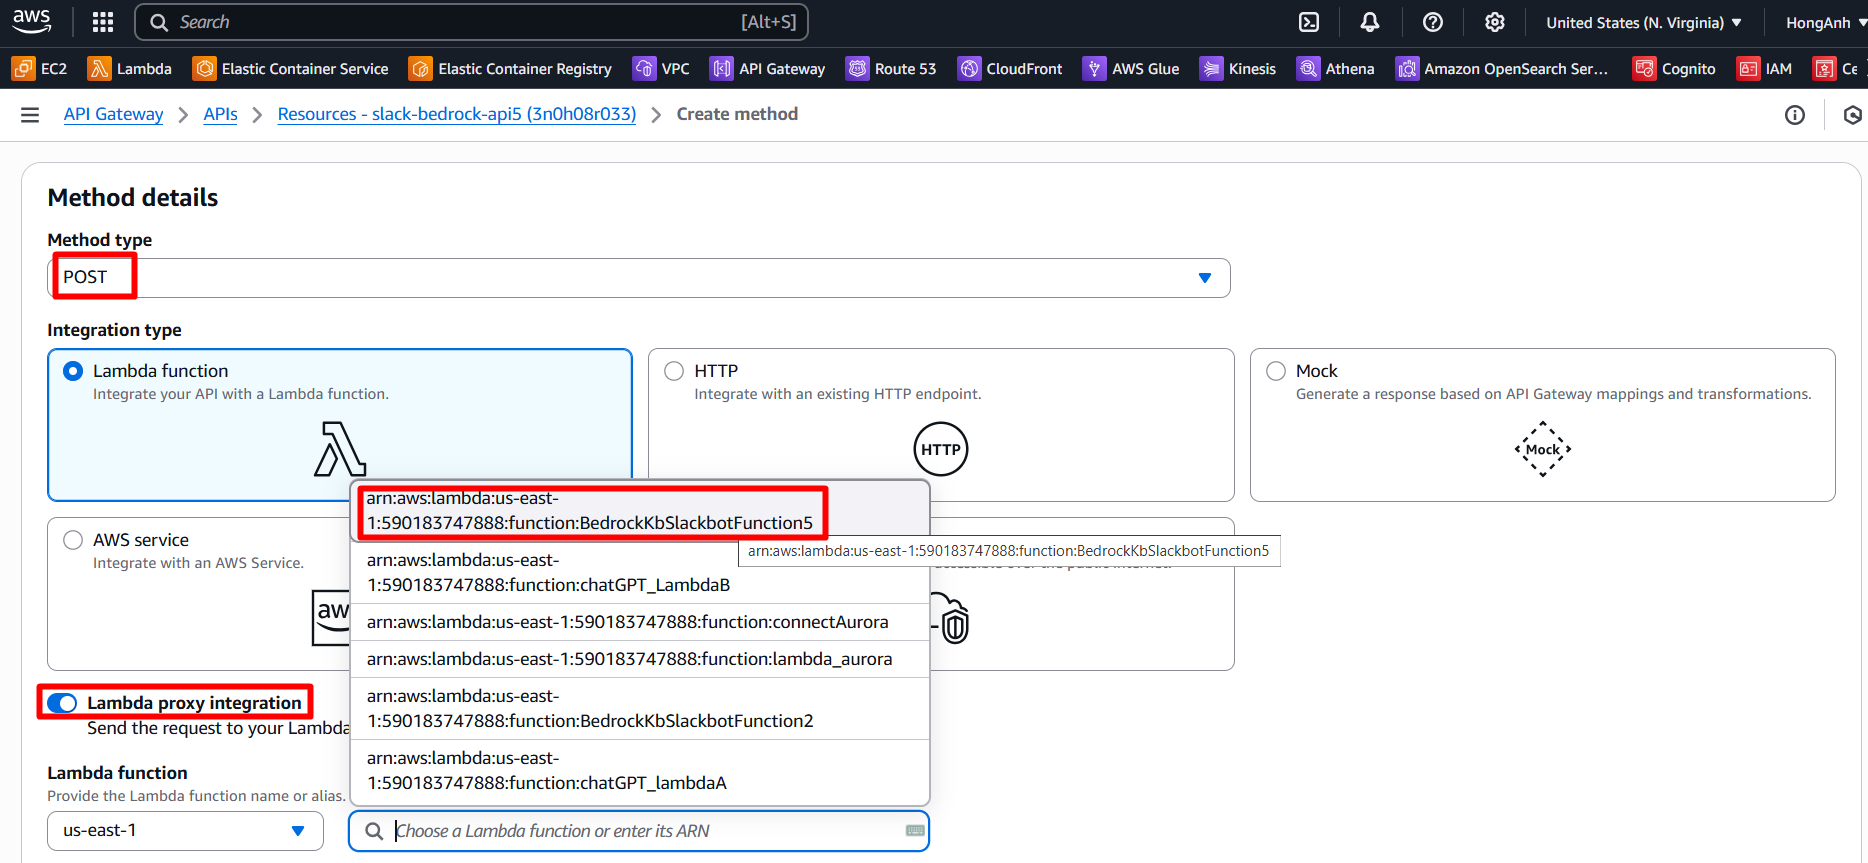 aws
Search
[Alt+S]
United States (N. Virginia)
HongAnh
EC2
Lambda
Elastic Container Service
Elastic Container Registry
VPC
API Gateway
Route 53
CloudFront
AWS Glue
Kinesis
Athena
Amazon OpenSearch Ser...
Cognito
IAM
Ce
API Gateway
APIs
Resources - slack-bedrock-api5 (3n0h08r033)
Create method
Method details
Method type
POST
Integration type
Lambda function
Integrate your API with a Lambda function.
HTTP
Integrate with an existing HTTP endpoint.
HTTP
Mock
Generate a response based on API Gateway mappings and transformations.
Mock
AWS service
Integrate with an AWS Service.
aw
arn:aws:lambda:us-east-
1:590183747888:function:BedrockKbSlackbotFunction5
arn:aws:lambda:us-east-1:590183747888:function:BedrockKbSlackbotFunction5
arn:aws:lambda:us-east-
1:590183747888:function:chatGPT_LambdaB
arn:aws:lambda:us-east-1:590183747888:function:connectAurora
arn:aws:lambda:us-east-1:590183747888:function:lambda_aurora
arn:aws:lambda:us-east-
1:590183747888:function:BedrockKbSlackbotFunction2
arn:aws:lambda:us-east-
1:590183747888:function:chatGPT_lambdaA
Lambda proxy integration
Send the request to your Lambda
Lambda function
Provide the Lambda function name or alias.
us-east-1
Choose a Lambda function or enter its ARN